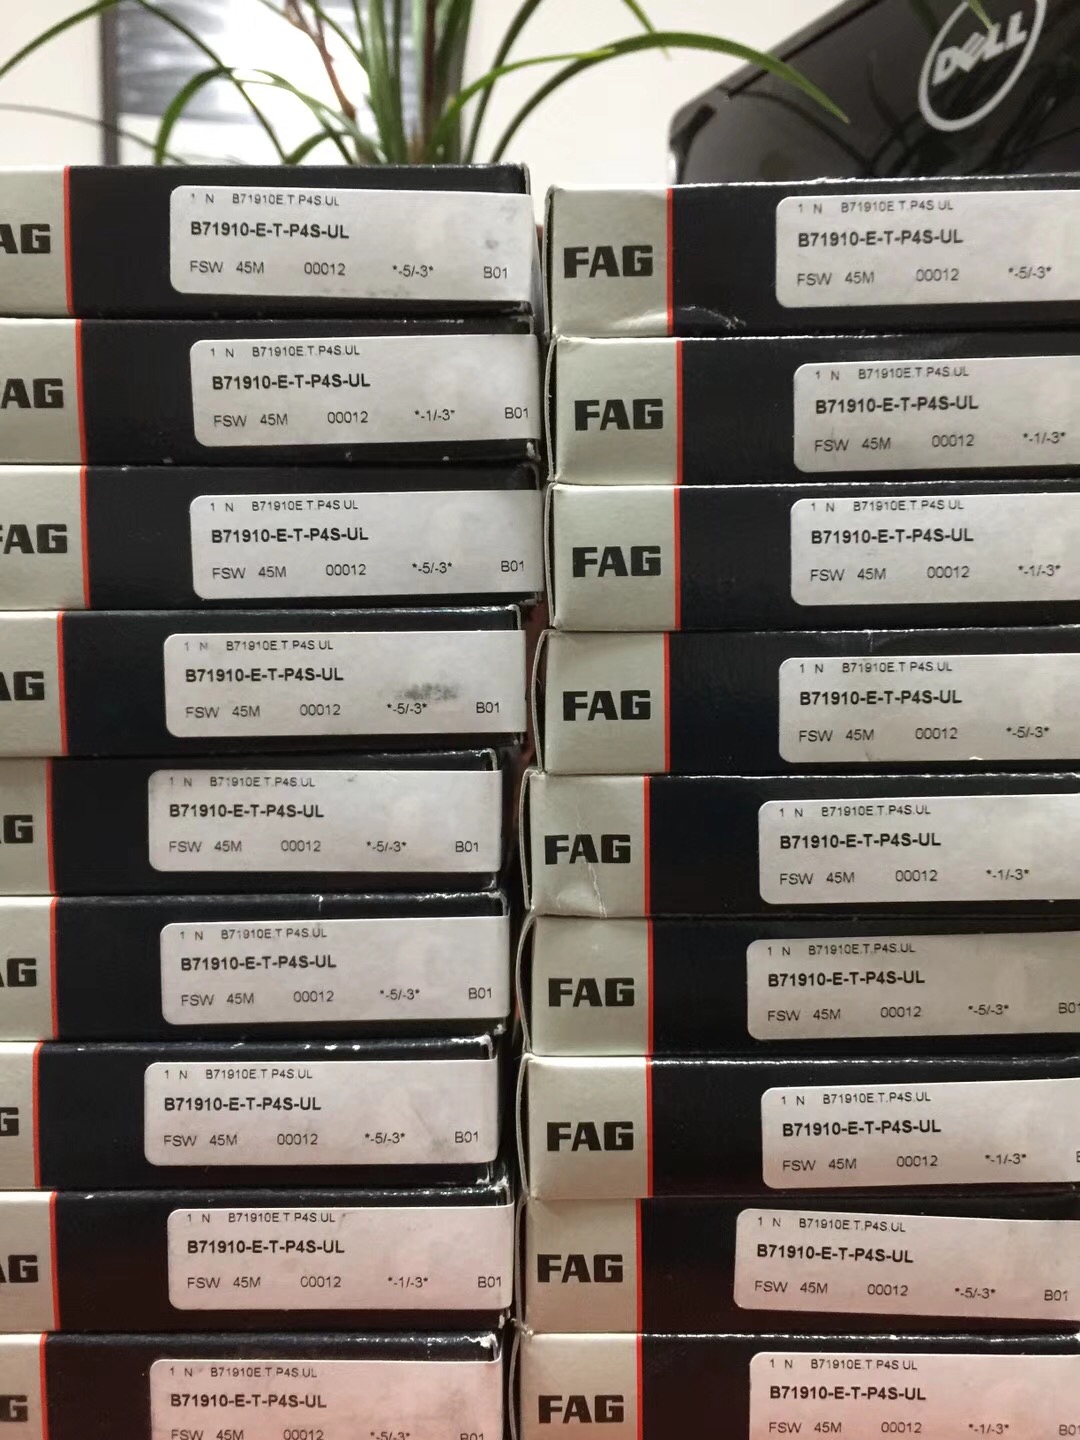 DELL
FAG
1 N B71910E.T.P4S.UL
B71910-E-T-P4S-UL
FSW 45M 00012 *-5/-3* B01
FAG
1 N B71910E.T.P4S.UL
B71910-E-T-P4S-UL
FSW 45M 00012 *-1/-3* B01
FAG
1 N B71910E.T.P4S.UL
B71910-E-T-P4S-UL
FSW 45M 00012 *-5/-3* B01
AG
1 N B71910E.T.P4S.UL
B71910-E-T-P4S-UL
FSW 45M 00012 *-5/-3* B01
AG
1 N B71910E.T.P4S.UL
B71910-E-T-P4S-UL
FSW 45M 00012 *-5/-3* B01
AG
1 N B71910E.T.P4S.UL
B71910-E-T-P4S-UL
FSW 45M 00012 *-5/-3* B01
G
1 N B71910E.T.P4S.UL
B71910-E-T-P4S-UL
FSW 45M 00012 *-5/-3* B01
AG
1 N B71910E.T.P4S.UL
B71910-E-T-P4S-UL
FSW 45M 00012 *-1/-3* B01
G
1 N B71910E.T.P4S.UL
B71910-E-T-P4S-UL
FSW 45M 00012 *-5/-3* B01
FAG
1 N B71910E.T.P4S.UL
B71910-E-T-P4S-UL
FSW 45M 00012 *-5/-3*
FAG
1 N B71910E.T.P4S.UL
B71910-E-T-P4S-UL
FSW 45M 00012 *-1/-3*
FAG
1 N B71910E.T.P4S.UL
B71910-E-T-P4S-UL
FSW 45M 00012 *-1/-3*
FAG
1 N B71910E.T.P4S.UL
B71910-E-T-P4S-UL
FSW 45M 00012 *-5/-3*
FAG
1 N B71910E.T.P4S.UL
B71910-E-T-P4S-UL
FSW 45M 00012 *-1/-3*
FAG
1 N B71910E.T.P4S.UL
B71910-E-T-P4S-UL
FSW 45M 00012 *-5/-3* B01
FAG
1 N B71910E.T.P4S.UL
B71910-E-T-P4S-UL
FSW 45M 00012 *-1/-3*
FAG
1 N B71910E.T.P4S.UL
B71910-E-T-P4S-UL
FSW 45M 00012 *-5/-3* B01
FAG
1 N B71910E.T.P4S.UL
B71910-E-T-P4S-UL
FSW 45M 00012 *-1/-3* B01